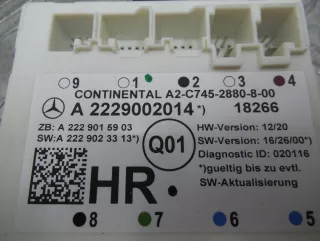 9 1 2 3 4
CONTINENTAL A2-C745-2880-8-00
A 2229002014*) 18266
ZB: A 222 901 59 03
SW: A 222 902 33 13*)
Q01
HW-Version: 12/20
SW-Version: 16/26/00*)
Diagnostic ID: 020116
*)gueltig bis zu evtl.
SW-Aktualisierung
HR
8 7 6 5